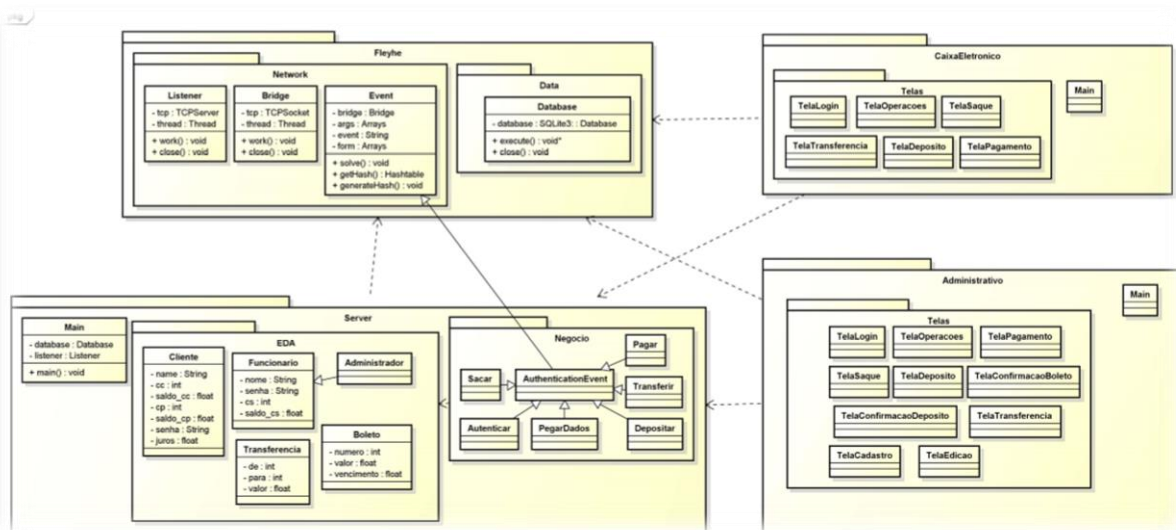 pkg
Fleyhe
Network
Listener
- tcp : TCPServer
- thread : Thread
+ work() : void
+ close() : void
Bridge
- tcp : TCPSocket
- thread : Thread
+ work() : void
+ close() : void
Event
- bridge : Bridge
- args : Arrays
- event : String
- form : Arrays
+ solve() : void
+ getHash() : Hashtable
+ generateHash() : void
Data
Database
- database : SQLite3: : Database
+ execute() : void*
+ close() : void
CaixaEletronico
Telas
TelaLogin
TelaOperacoes
TelaSaque
TelaTransferencia
TelaDeposito
TelaPagamento
Main
Server
Main
- database : Database
- listener : Listener
+ main() : void
EDA
Cliente
- name : String
- cc : int
- saldo_cc : float
- cp : int
- saldo_cp : float
- senha : String
- juros : float
Funcionario
- nome : String
- senha : String
- cs : int
- saldo_cs : float
Administrador
Transferencia
- de : int
- para : int
- valor : float
Boleto
- numero : int
- valor : float
- vencimento : float
Negocio
Pagar
Sacar
AuthenticationEvent
Transferir
Autenticar
PegarDados
Depositar
Administrativo
Main
Telas
TelaLogin
TelaOperacoes
TelaPagamento
TelaSaque
TelaDeposito
TelaConfirmacaoBoleto
TelaConfirmacaoDeposito
TelaTransferencia
TelaCadastro
TelaEdicao